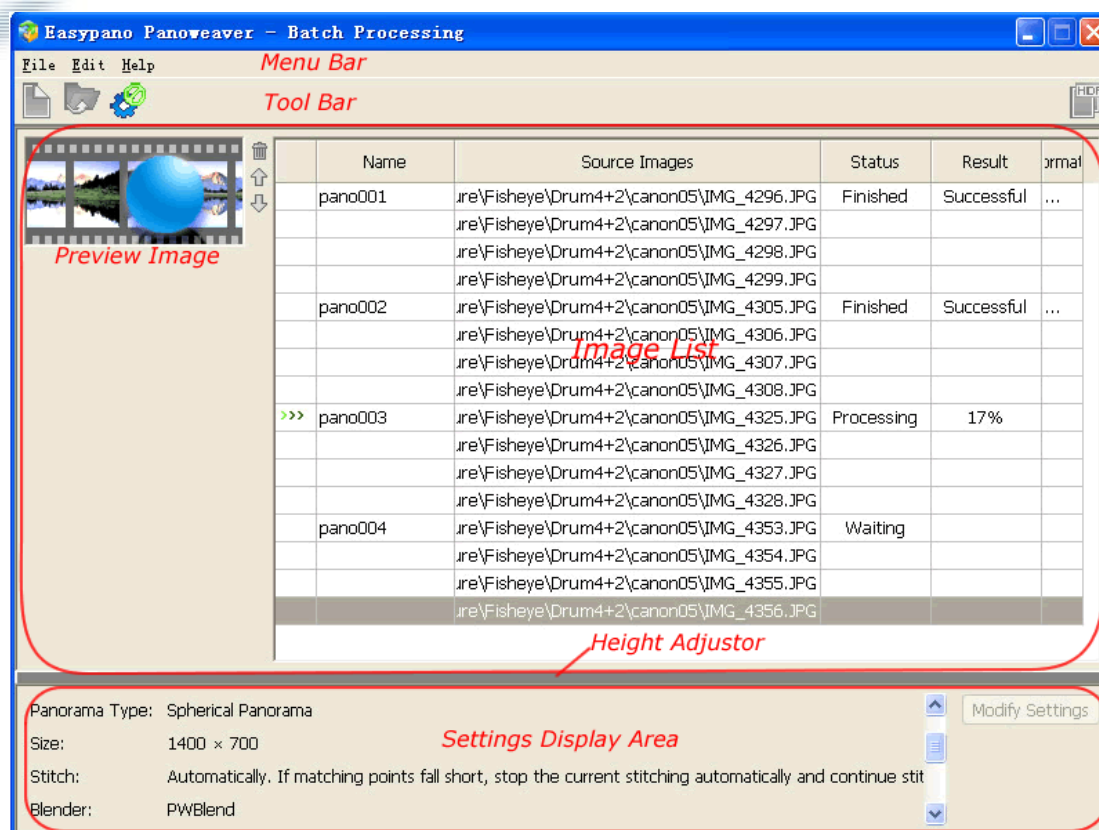 Easypano Panoweaver - Batch Processing
File Edit Help Menu Bar
Tool Bar
HDR
Name Source Images Status Result ormat
pano001 ure\Fisheye\Drum4+2\canon05\IMG_4296.JPG Finished Successful ...
ure\Fisheye\Drum4+2\canon05\IMG_4297.JPG
ure\Fisheye\Drum4+2\canon05\IMG_4298.JPG
Preview Image
ure\Fisheye\Drum4+2\canon05\IMG_4299.JPG
pano002 ure\Fisheye\Drum4+2\canon05\IMG_4305.JPG Finished Successful ...
ure\Fisheye\Drum4+2\canon05\IMG_4306.JPG
Image List
ure\Fisheye\Drum4+2\canon05\IMG_4307.JPG
ure\Fisheye\Drum4+2\canon05\IMG_4308.JPG
>>> pano003 ure\Fisheye\Drum4+2\canon05\IMG_4325.JPG Processing 17%
ure\Fisheye\Drum4+2\canon05\IMG_4326.JPG
ure\Fisheye\Drum4+2\canon05\IMG_4327.JPG
ure\Fisheye\Drum4+2\canon05\IMG_4328.JPG
pano004 ure\Fisheye\Drum4+2\canon05\IMG_4353.JPG Waiting
ure\Fisheye\Drum4+2\canon05\IMG_4354.JPG
ure\Fisheye\Drum4+2\canon05\IMG_4355.JPG
ure\Fisheye\Drum4+2\canon05\IMG_4356.JPG
Height Adjustor
Panorama Type: Spherical Panorama Modify Settings
Size: 1400 × 700 Settings Display Area
Stitch: Automatically. If matching points fall short, stop the current stitching automatically and continue stit
Blender: PWBlend